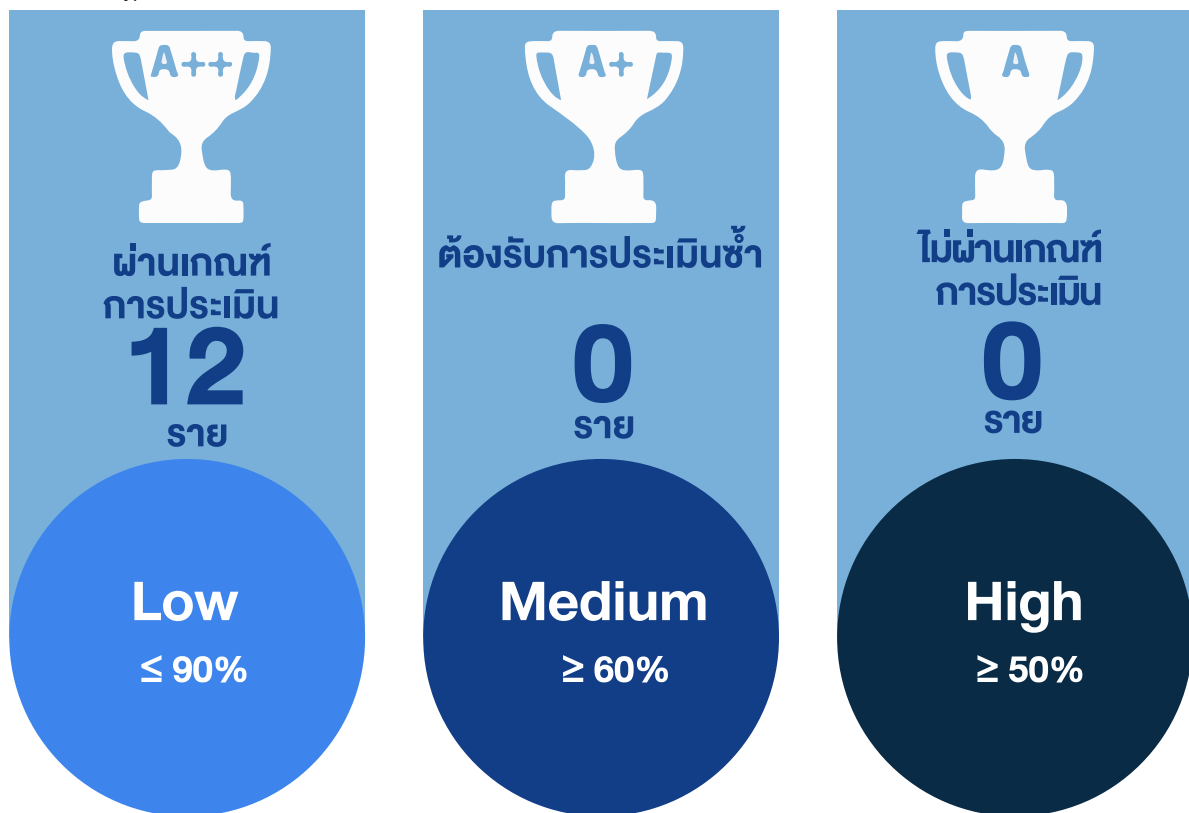 A++
ผ่านเกณฑ์
การประเมิน
12
ราย
Low
≤ 90%
A+
ต้องรับการประเมินซ้ำ
0
ราย
Medium
≥ 60%
A
ไม่ผ่านเกณฑ์
การประเมิน
0
ราย
High
≥ 50%